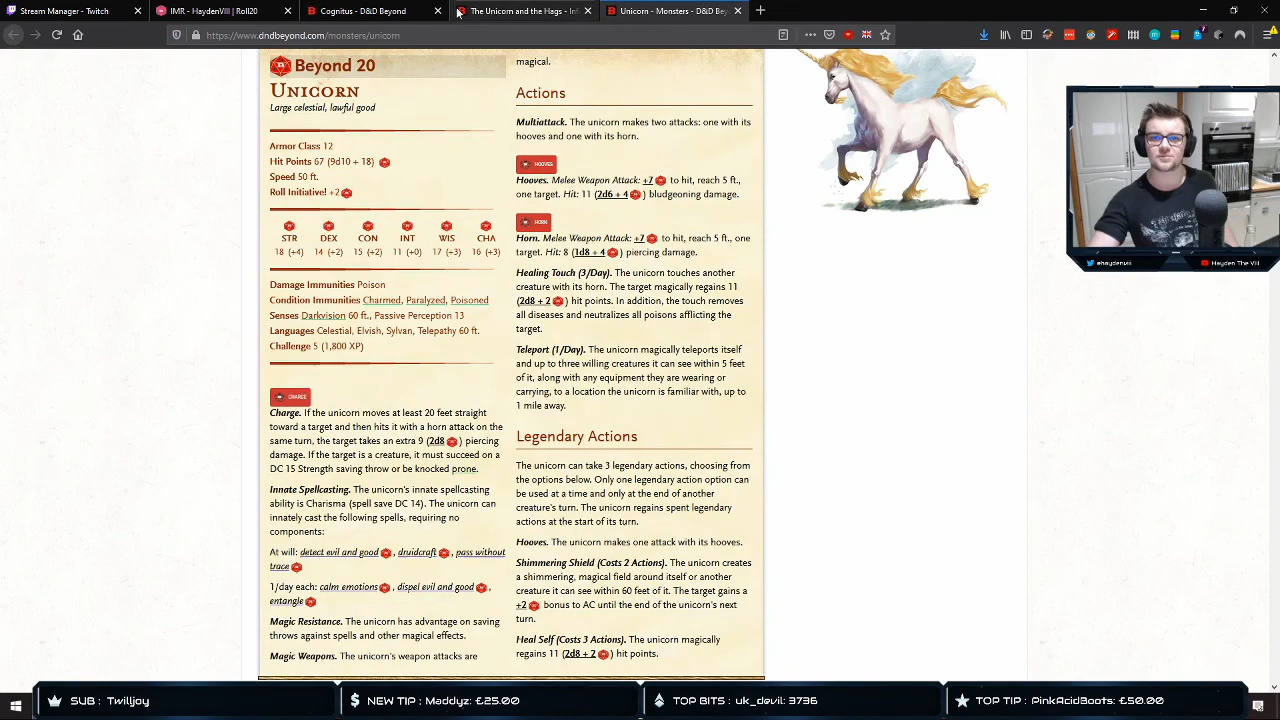 Stream Manager - Twitch
IMR - HaydenVIII | Roll20
Cognitus - D&D Beyond
The Unicorn and the Hags - Inf
Unicorn - Monsters - D&D Bey
https://www.dndbeyond.com/monsters/unicorn
Beyond 20
UNICORN
Large celestial, lawful good
Armor Class 12
Hit Points 67 (9d10 + 18)
Speed 50 ft.
Roll Initiative! +2
STR DEX CON INT WIS CHA
18 (+4) 14 (+2) 15 (+2) 11 (+0) 17 (+3) 16 (+3)
Damage Immunities Poison
Condition Immunities Charmed, Paralyzed, Poisoned
Senses Darkvision 60 ft., Passive Perception 13
Languages Celestial, Elvish, Sylvan, Telepathy 60 ft.
Challenge 5 (1,800 XP)
CHARGE
Charge. If the unicorn moves at least 20 feet straight
toward a target and then hits it with a horn attack on the
same turn, the target takes an extra 9 (2d8 ) piercing
damage. If the target is a creature, it must succeed on a
DC 15 Strength saving throw or be knocked prone.
Innate Spellcasting. The unicorn's innate spellcasting
ability is Charisma (spell save DC 14). The unicorn can
innately cast the following spells, requiring no
components:
At will: detect evil and good , druidcraft , pass without
trace
1/day each: calm emotions , dispel evil and good ,
entangle
Magic Resistance. The unicorn has advantage on saving
throws against spells and other magical effects.
Magic Weapons. The unicorn's weapon attacks are
magical.
Actions
Multiattack. The unicorn makes two attacks: one with its
hooves and one with its horn.
HOOVES
Hooves. Melee Weapon Attack: +7 to hit, reach 5 ft.,
one target. Hit: 11 (2d6 + 4 ) bludgeoning damage.
HORN
Horn. Melee Weapon Attack: +7 to hit, reach 5 ft., one
target. Hit: 8 (1d8 + 4 ) piercing damage.
Healing Touch (3/Day). The unicorn touches another
creature with its horn. The target magically regains 11
(2d8 + 2 ) hit points. In addition, the touch removes
all diseases and neutralizes all poisons afflicting the
target.
Teleport (1/Day). The unicorn magically teleports itself
and up to three willing creatures it can see within 5 feet
of it, along with any equipment they are wearing or
carrying, to a location the unicorn is familiar with, up to
1 mile away.
Legendary Actions
The unicorn can take 3 legendary actions, choosing from
the options below. Only one legendary action option can
be used at a time and only at the end of another
creature's turn. The unicorn regains spent legendary
actions at the start of its turn.
Hooves. The unicorn makes one attack with its hooves.
Shimmering Shield (Costs 2 Actions). The unicorn creates
a shimmering, magical field around itself or another
creature it can see within 60 feet of it. The target gains a
+2 bonus to AC until the end of the unicorn's next
turn.
Heal Self (Costs 3 Actions). The unicorn magically
regains 11 (2d8 + 2 ) hit points.
@haydenviii
Hayden The VIII
SUB : Twilljoy
NEW TIP : Maddyz: £25.00
TOP BITS : uk_devil: 3736
TOP TIP : PinkAcidBoots: £50.00